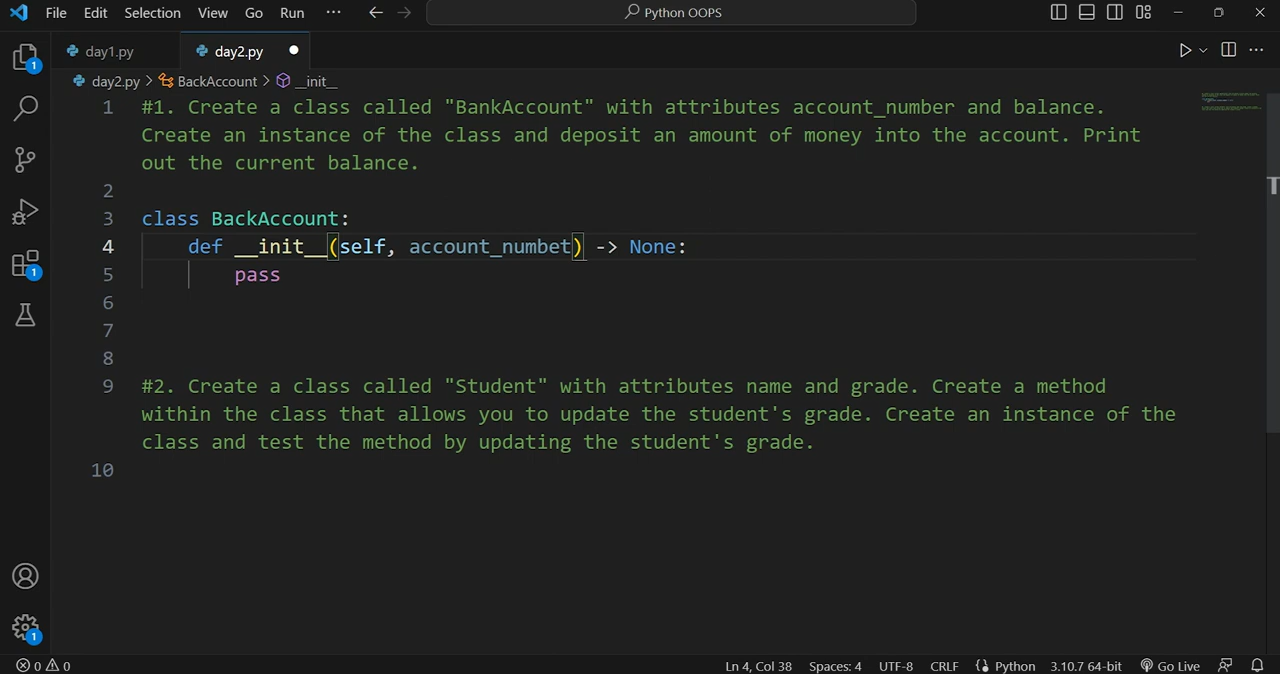 File Edit Selection View Go Run ··· Python OOPS
day1.py day2.py
day2.py > BackAccount > __init__
1 #1. Create a class called "BankAccount" with attributes account_number and balance.
Create an instance of the class and deposit an amount of money into the account. Print
out the current balance.
2
3 class BackAccount:
4 def __init__(self, account_numbet) -> None:
5 pass
6
7
8
9 #2. Create a class called "Student" with attributes name and grade. Create a method
within the class that allows you to update the student's grade. Create an instance of the
class and test the method by updating the student's grade.
10
1
1
1
0 0 Ln 4, Col 38 Spaces: 4 UTF-8 CRLF Python 3.10.7 64-bit Go Live